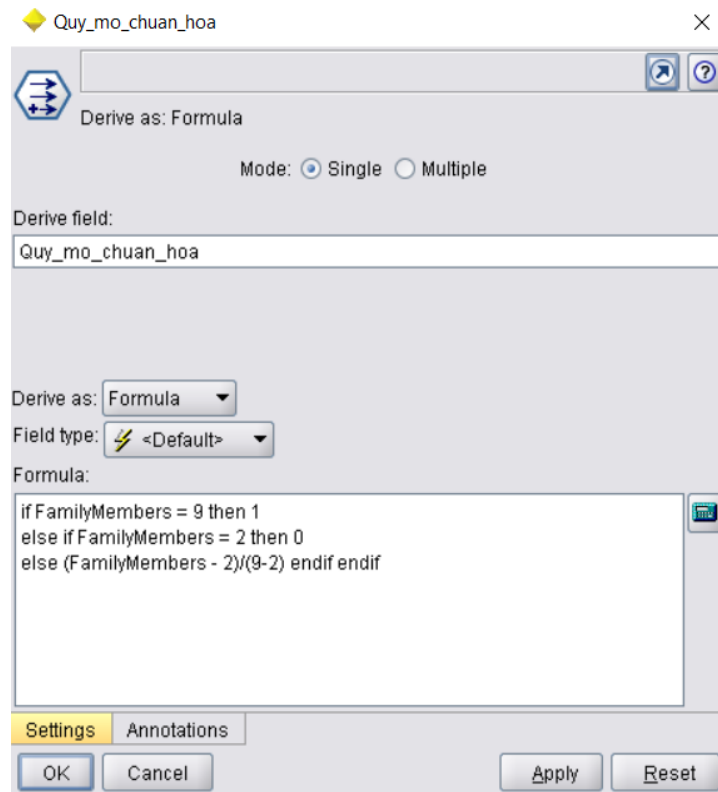 Quy_mo_chuan_hoa
Derive as: Formula
Mode: Single Multiple
Derive field:
Quy_mo_chuan_hoa
Derive as: Formula
Field type: <Default>
Formula:
if FamilyMembers = 9 then 1
else if FamilyMembers = 2 then 0
else (FamilyMembers - 2)/(9-2) endif endif
Settings Annotations
OK Cancel Apply Reset